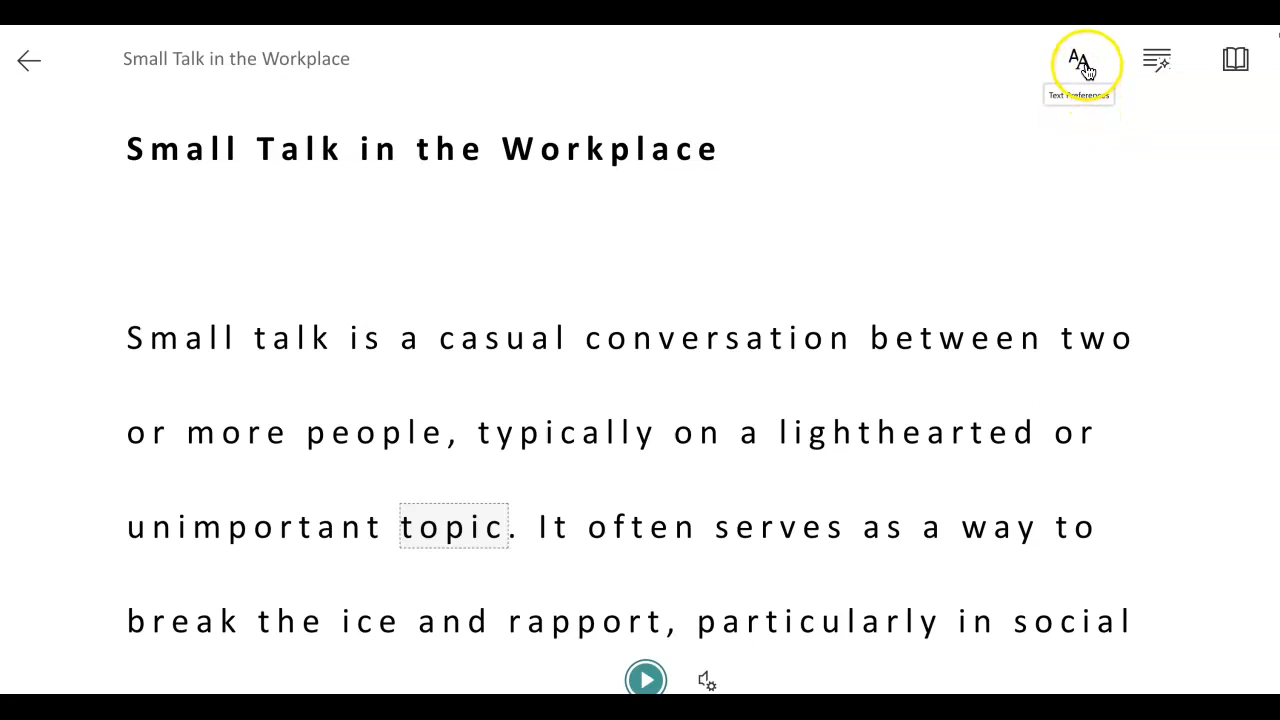 Small Talk in the Workplace
Text Preferences
Small Talk in the Workplace
Small talk is a casual conversation between two
or more people, typically on a lighthearted or
unimportant topic. It often serves as a way to
break the ice and rapport, particularly in social